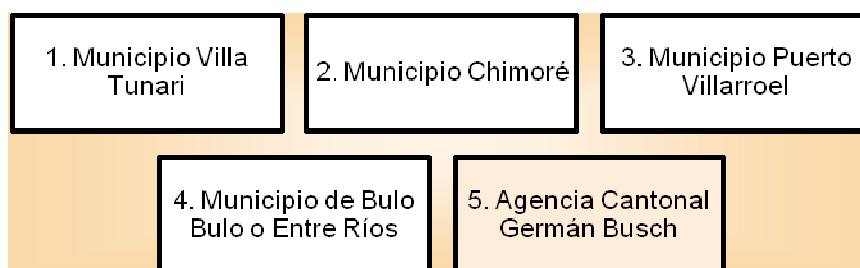 1. Municipio Villa
Tunari
2. Municipio Chimoré
3. Municipio Puerto
Villarroel
4. Municipio de Bulo
Bulo o Entre Ríos
5. Agencia Cantonal
Germán Busch